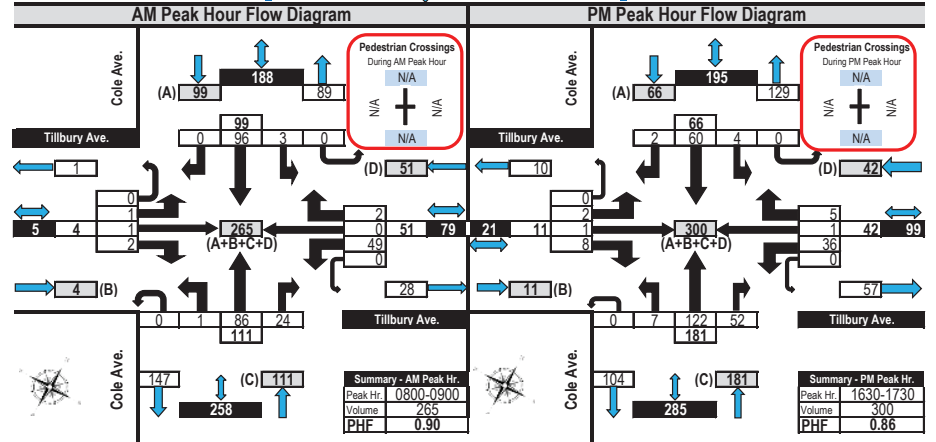 AM Peak Hour Flow Diagram
Cole Ave.
Pedestrian Crossings
During AM Peak Hour
N/A
N/A
N/A
N/A
188
(A) 99
89
99
0 96 3 0
Tillbury Ave.
1
(D) 51
0
1
1
2
5 4
265
(A+B+C+D)
2
0
49
0
51 79
4 (B)
28
0 1 86 24
111
Tillbury Ave.
Cole Ave.
147
(C) 111
258
Summary - AM Peak Hr.
Peak Hr. 0800-0900
Volume 265
PHF 0.90
PM Peak Hour Flow Diagram
Cole Ave.
Pedestrian Crossings
During PM Peak Hour
N/A
N/A
N/A
N/A
195
(A) 66
129
66
2 60 4 0
Tillbury Ave.
10
(D) 42
0
2
1
8
21 11
300
(A+B+C+D)
5
1
36
0
42 99
11 (B)
57
0 7 122 52
181
Tillbury Ave.
Cole Ave.
104
(C) 181
285
Summary - PM Peak Hr.
Peak Hr. 1630-1730
Volume 300
PHF 0.86